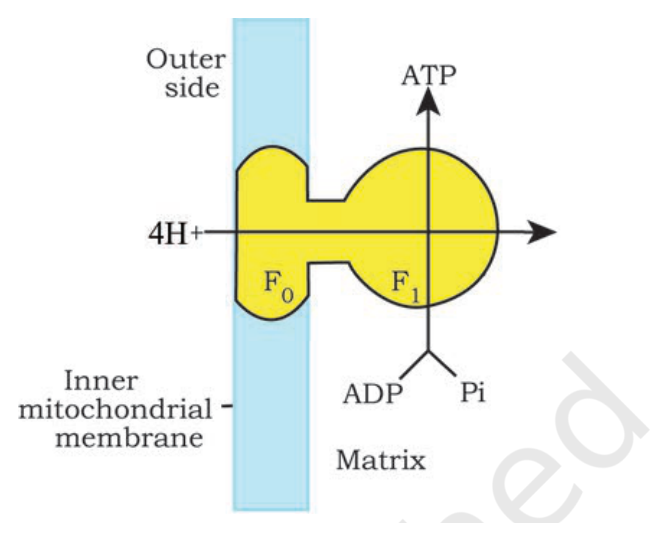 Outer
side
ATP
4H+
F0
F1
ADP
Pi
Inner
mitochondrial
membrane
Matrix